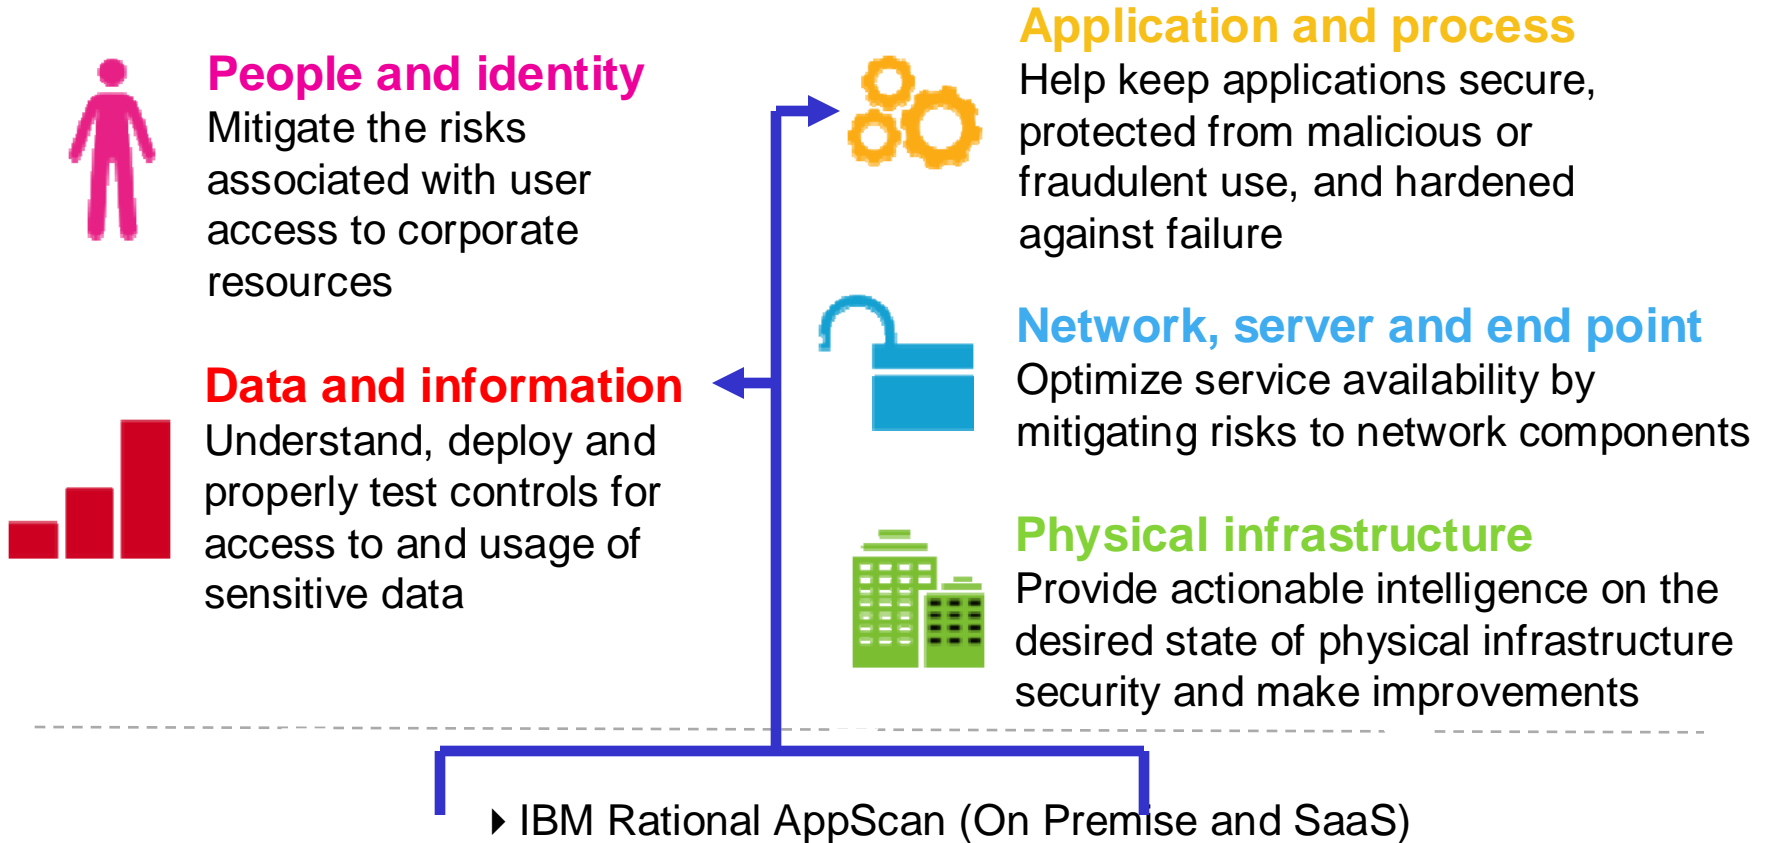 People and identity
Mitigate the risks
associated with user
access to corporate
resources
Data and information
Understand, deploy and
properly test controls for
access to and usage of
sensitive data
Application and process
Help keep applications secure,
protected from malicious or
fraudulent use, and hardened
against failure
Network, server and end point
Optimize service availability by
mitigating risks to network components
Physical infrastructure
Provide actionable intelligence on the
desired state of physical infrastructure
security and make improvements
IBM Rational AppScan (On Premise and SaaS)